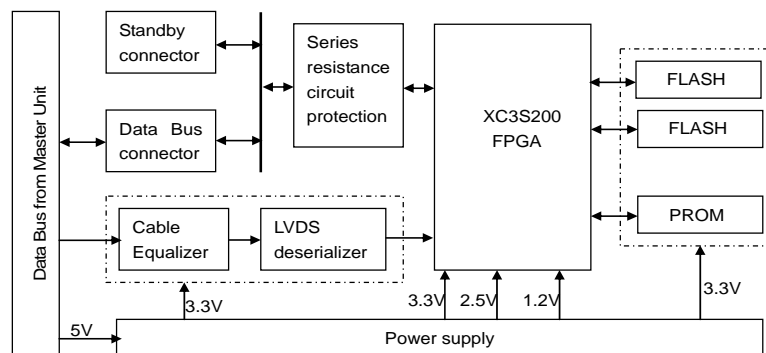 Data Bus from Master Unit
Standby
connector
Data Bus
connector
Series
resistance
circuit
protection
XC3S200
FPGA
FLASH
FLASH
PROM
Cable
Equalizer
LVDS
deserializer
3.3V
3.3V
2.5V
1.2V
3.3V
5V
Power supply